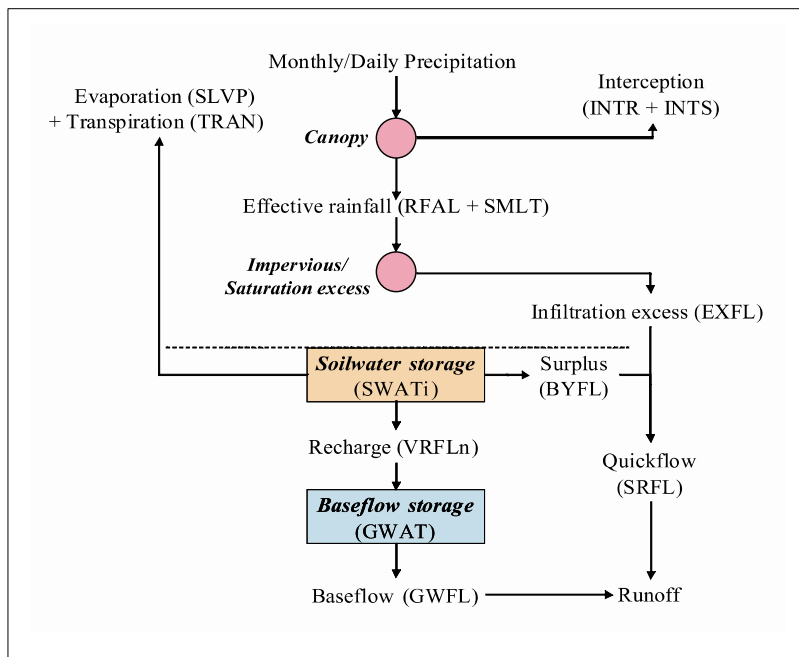 Monthly/Daily Precipitation
Evaporation (SLVP)
+ Transpiration (TRAN)
Interception
(INTR + INTS)
Canopy
Effective rainfall (RFAL + SMLT)
Impervious/
Saturation excess
Infiltration excess (EXFL)
Soilwater storage
(SWATi)
Surplus
(BYFL)
Recharge (VRFLn)
Quickflow
(SRFL)
Baseflow storage
(GWAT)
Baseflow (GWFL)
Runoff